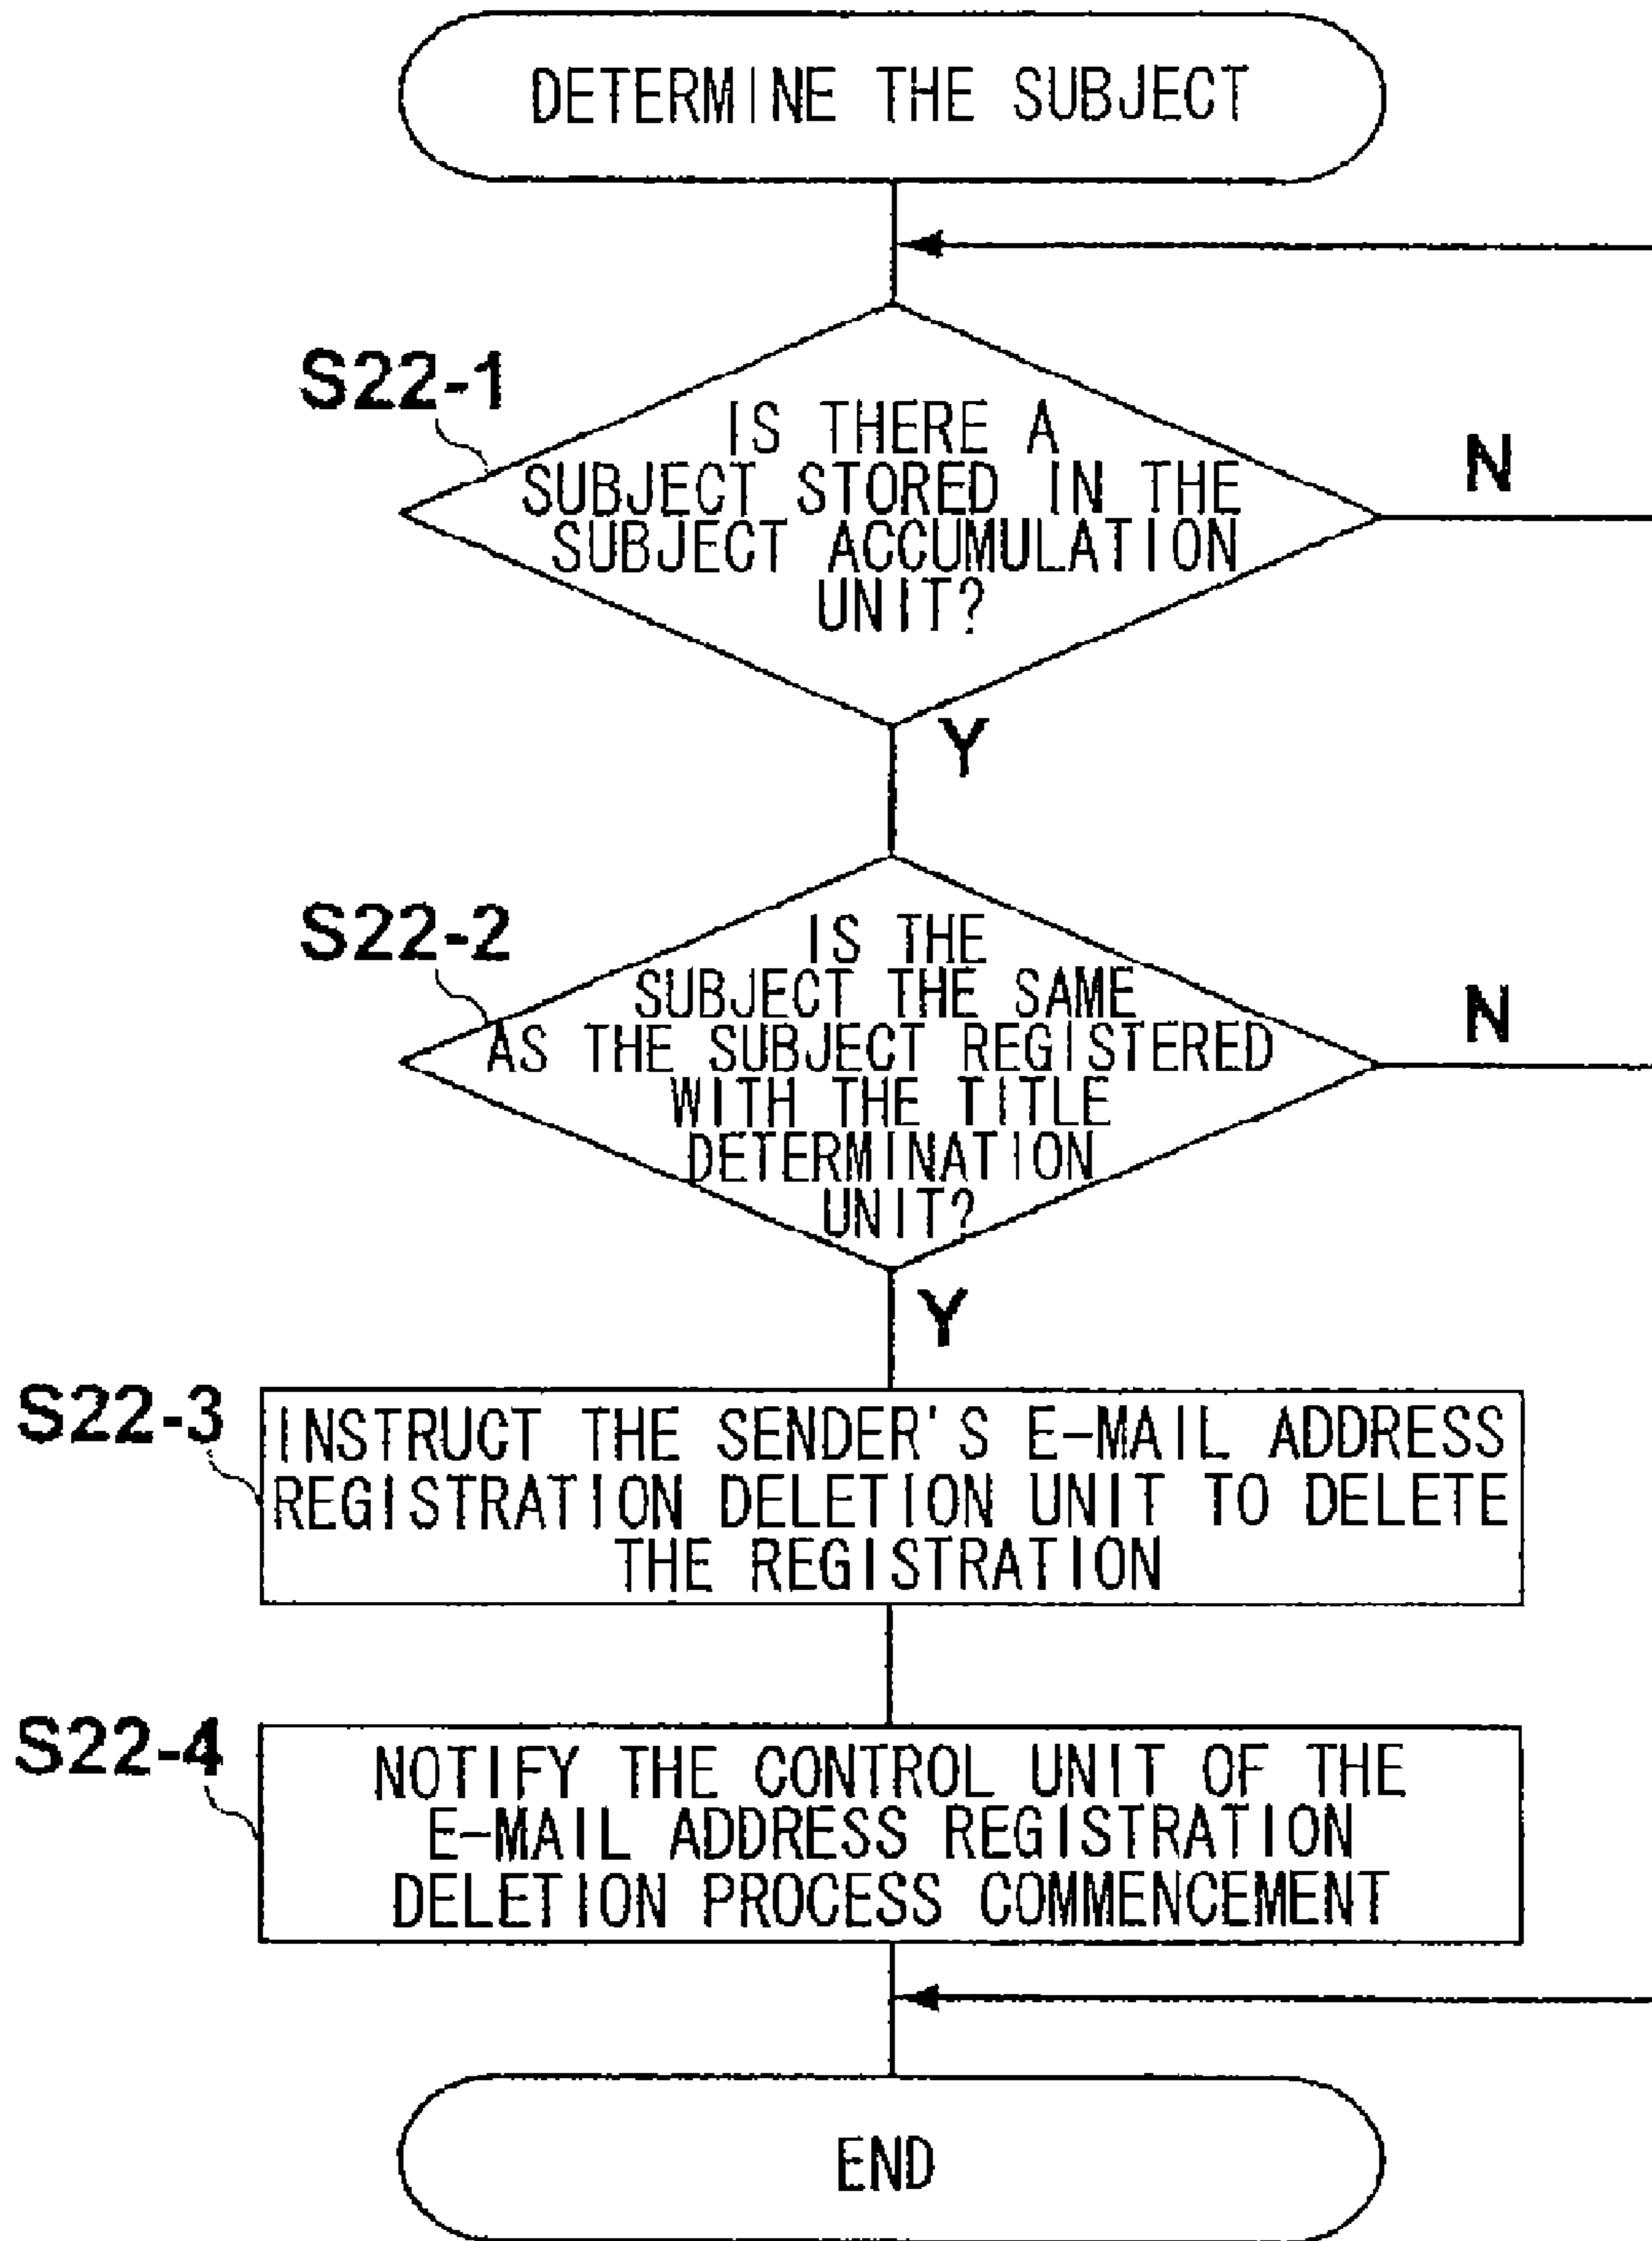 DETERMINE THE SUBJECT
S22-1
IS THERE A
SUBJECT STORED IN THE
SUBJECT ACCUMULATION
UNIT?
N
Y
S22-2
IS THE
SUBJECT THE SAME
AS THE SUBJECT REGISTERED
WITH THE TITLE
DETERMINATION
UNIT?
N
Y
S22-3
INSTRUCT THE SENDER'S E-MAIL ADDRESS
REGISTRATION DELETION UNIT TO DELETE
THE REGISTRATION
S22-4
NOTIFY THE CONTROL UNIT OF THE
E-MAIL ADDRESS REGISTRATION
DELETION PROCESS COMMENCEMENT
END